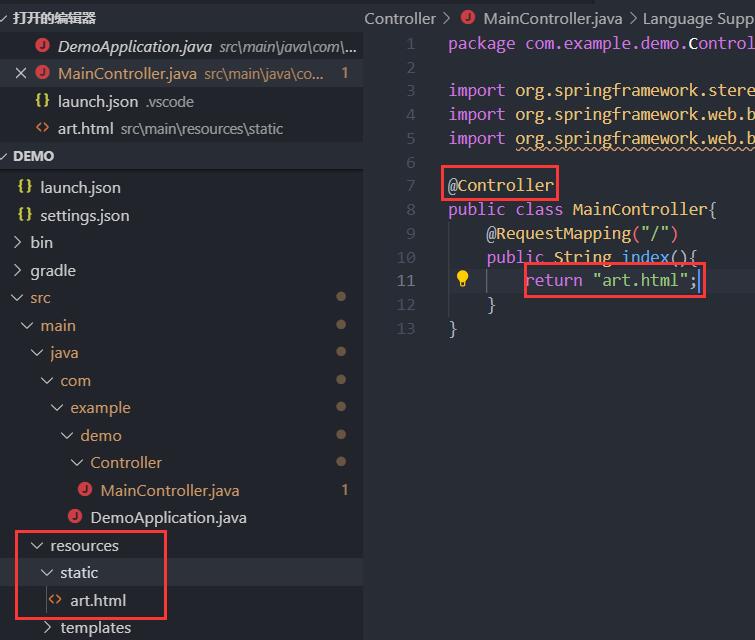 打开的编辑器
DemoApplication.java src\main\java\com\...
MainController.java src\main\java\co... 1
launch.json .vscode
art.html src\main\resources\static
DEMO
launch.json
settings.json
bin
gradle
src
main
java
com
example
demo
Controller
MainController.java 1
DemoApplication.java
resources
static
art.html
templates
Controller > MainController.java > Language Supp
1 package com.example.demo.Control
2
3 import org.springframework.stere
4 import org.springframework.web.b
5 import org.springframework.web.b
6
7 @Controller
8 public class MainController{
9 @RequestMapping("/")
10 public String index(){
11 return "art.html";
12 }
13 }